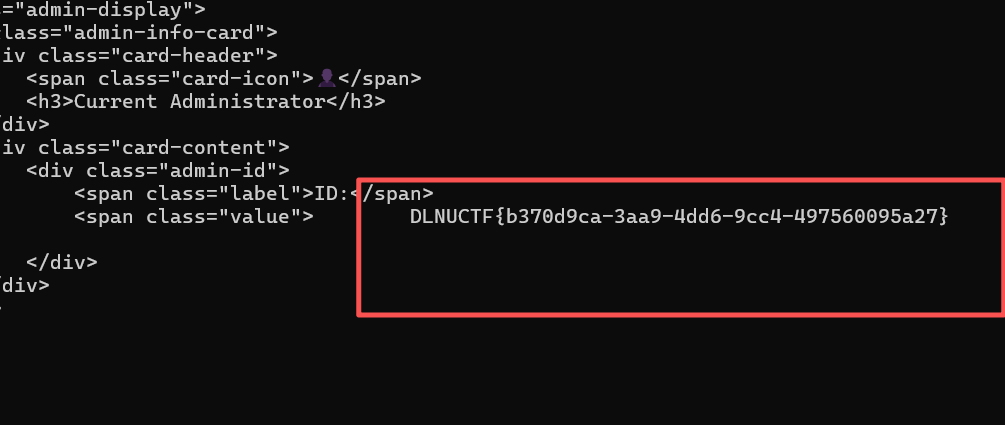 ="admin-display">
class="admin-info-card">
iv class="card-header">
<span class="card-icon">👤</span>
<h3>Current Administrator</h3>
/div>
iv class="card-content">
<div class="admin-id">
<span class="label">ID:</span>
<span class="value"> DLNUCTF{b370d9ca-3aa9-4dd6-9cc4-497560095a27}
</div>
/div>